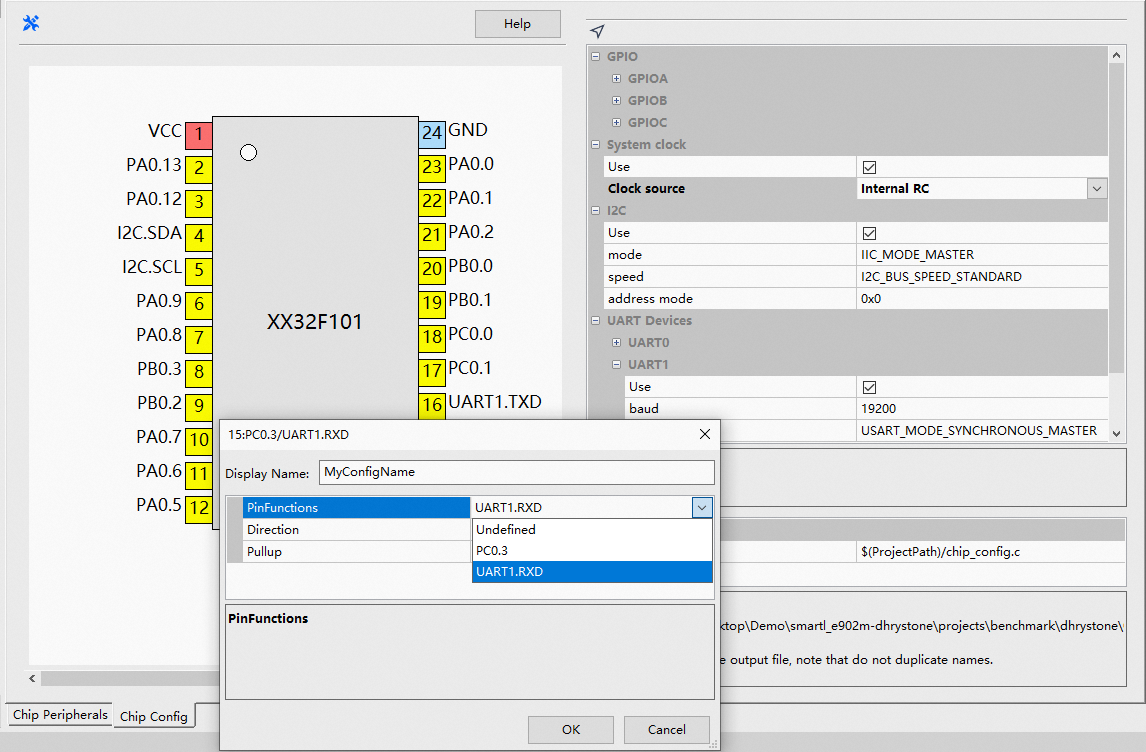 Help
VCC 1
PA0.13 2
PA0.12 3
I2C.SDA 4
I2C.SCL 5
PA0.9 6
PA0.8 7
PB0.3 8
PB0.2 9
PA0.7 10
PA0.6 11
PA0.5 12
XX32F101
24 GND
23 PA0.0
22 PA0.1
21 PA0.2
20 PB0.0
19 PB0.1
18 PC0.0
17 PC0.1
16 UART1.TXD
GPIO
GPIOA
GPIOB
GPIOC
System clock
Use
Clock source Internal RC
I2C
Use
mode IIC_MODE_MASTER
speed I2C_BUS_SPEED_STANDARD
address mode 0x0
UART Devices
UART0
UART1
Use
baud 19200
USART_MODE_SYNCHRONOUS_MASTER
$(ProjectPath)/chip_config.c
ktop\Demo\smartl_e902m-dhrystone\projects\benchmark\dhrystone\
e output file, note that do not duplicate names.
15:PC0.3/UART1.RXD
Display Name: MyConfigName
PinFunctions UART1.RXD
Direction
Pullup
Undefined
PC0.3
UART1.RXD
PinFunctions
OK Cancel
Chip Peripherals Chip Config